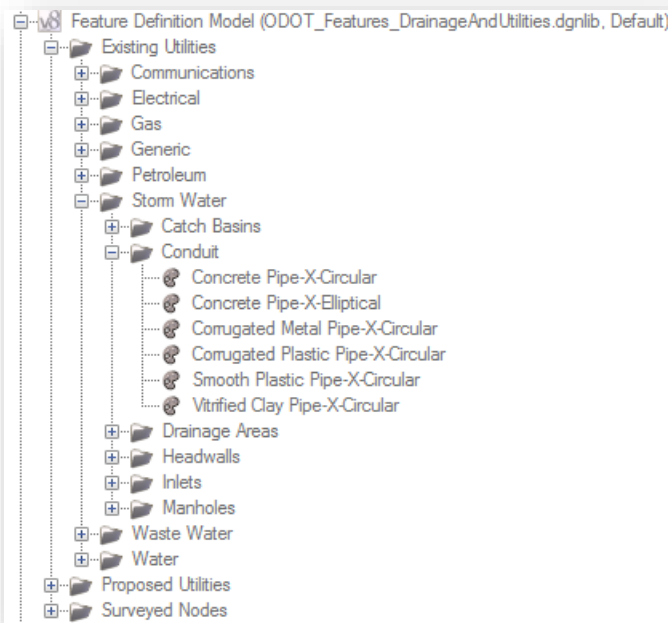 Feature Definition Model (ODOT_Features_DrainageAndUtilities.dgnlib, Default)
Existing Utilities
Communications
Electrical
Gas
Generic
Petroleum
Storm Water
Catch Basins
Conduit
Concrete Pipe-X-Circular
Concrete Pipe-X-Elliptical
Corrugated Metal Pipe-X-Circular
Corrugated Plastic Pipe-X-Circular
Smooth Plastic Pipe-X-Circular
Vitrified Clay Pipe-X-Circular
Drainage Areas
Headwalls
Inlets
Manholes
Waste Water
Water
Proposed Utilities
Surveyed Nodes